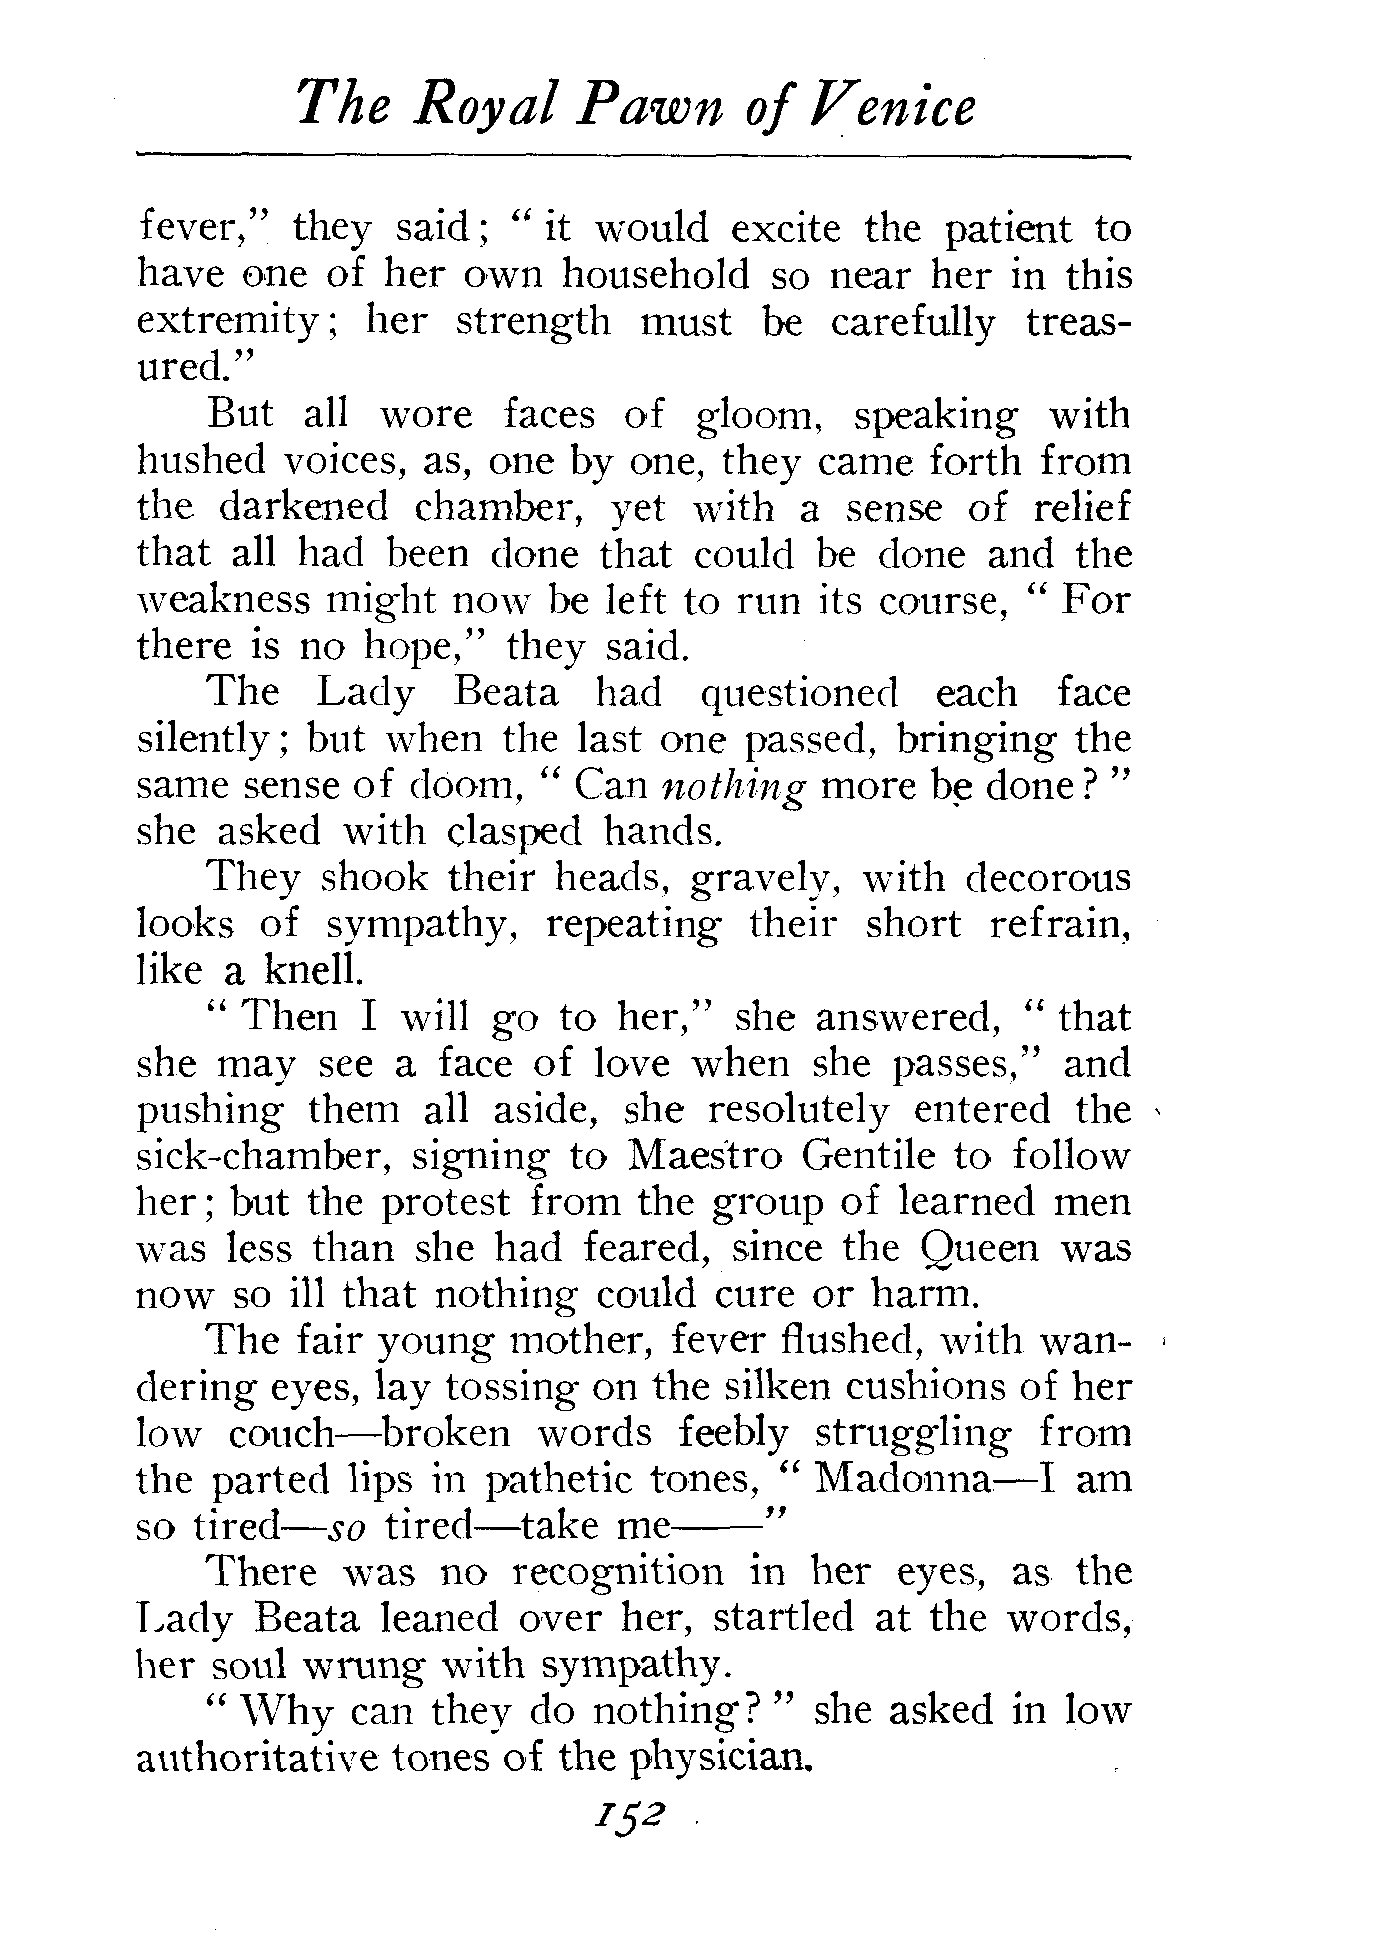 The Royal Pawn of Venice
fever," they said; " it would excite the patient to
have one of her own household so near her in this
extremity; her strength must be carefully treas-
ured."
But all wore faces of gloom, speaking with
hushed voices, as, one by one, they came forth from
the darkened chamber, yet with a sense of relief
that all had been done that could be done and the
weakness might now be left to run its course, " For
there is no hope," they said.
The Lady Beata had questioned each face
silently; but when the last one passed, bringing the
same sense of doom, " Can nothing more be done? "
she asked with clasped hands.
They shook their heads, gravely, with decorous
looks of sympathy, repeating their short refrain,
like a knell.
" Then I will go to her," she answered, " that
she may see a face of love when she passes," and
pushing them all aside, she resolutely entered the
sick-chamber, signing to Maestro Gentile to follow
her; but the protest from the group of learned men
was less than she had feared, since the Queen was
now so ill that nothing could cure or harm.
The fair young mother, fever flushed, with wan-
dering eyes, lay tossing on the silken cushions of her
low couch—broken words feebly struggling from
the parted lips in pathetic tones, " Madonna—I am
so tired—so tired—take me——"
There was no recognition in her eyes, as the
Lady Beata leaned over her, startled at the words,
her soul wrung with sympathy.
" Why can they do nothing? " she asked in low
authoritative tones of the physician.
152